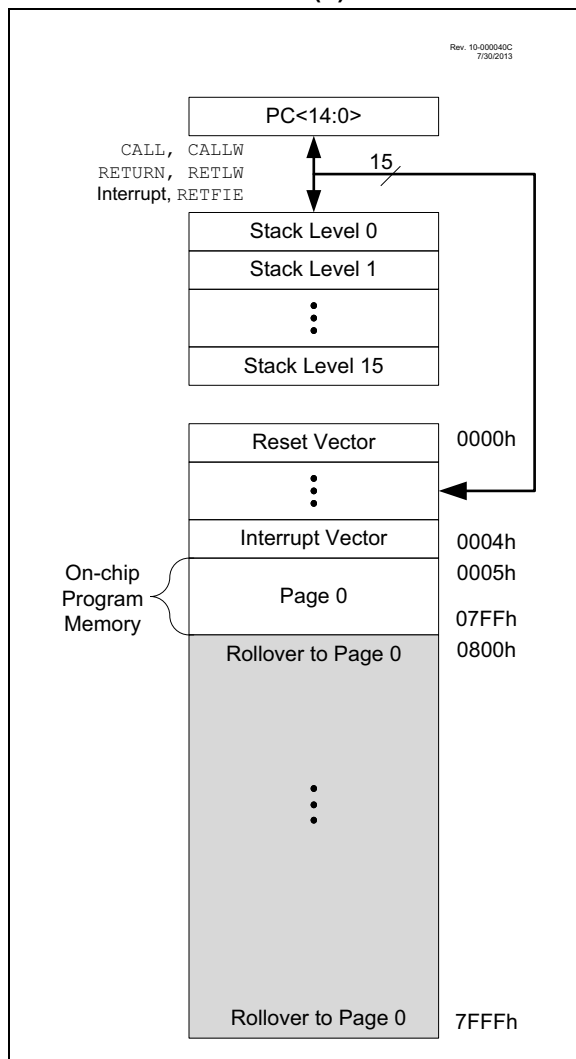 Rev. 10-000040C
7/30/2013
PC<14:0>
CALL, CALLW
RETURN, RETLW
Interrupt, RETFIE
15
Stack Level 0
Stack Level 1
Stack Level 15
Reset Vector
0000h
Interrupt Vector
0004h
On-chip
Program
Memory
Page 0
0005h
07FFh
Rollover to Page 0
0800h
Rollover to Page 0
7FFFh